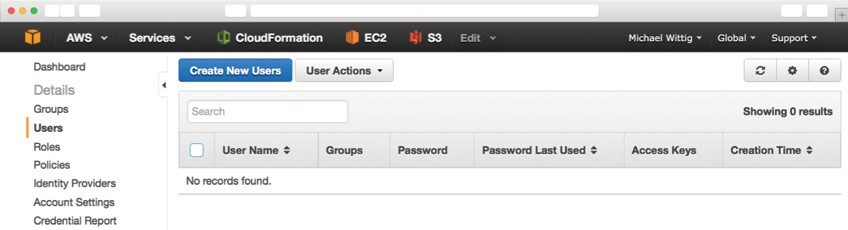 AWS Services CloudFormation EC2 S3 Edit Michael Wittig Global Support
Dashboard
Details
Groups
Users
Roles
Policies
Identity Providers
Account Settings
Credential Report
Create New Users User Actions
Search Showing 0 results
User Name Groups Password Password Last Used Access Keys Creation Time
No records found.